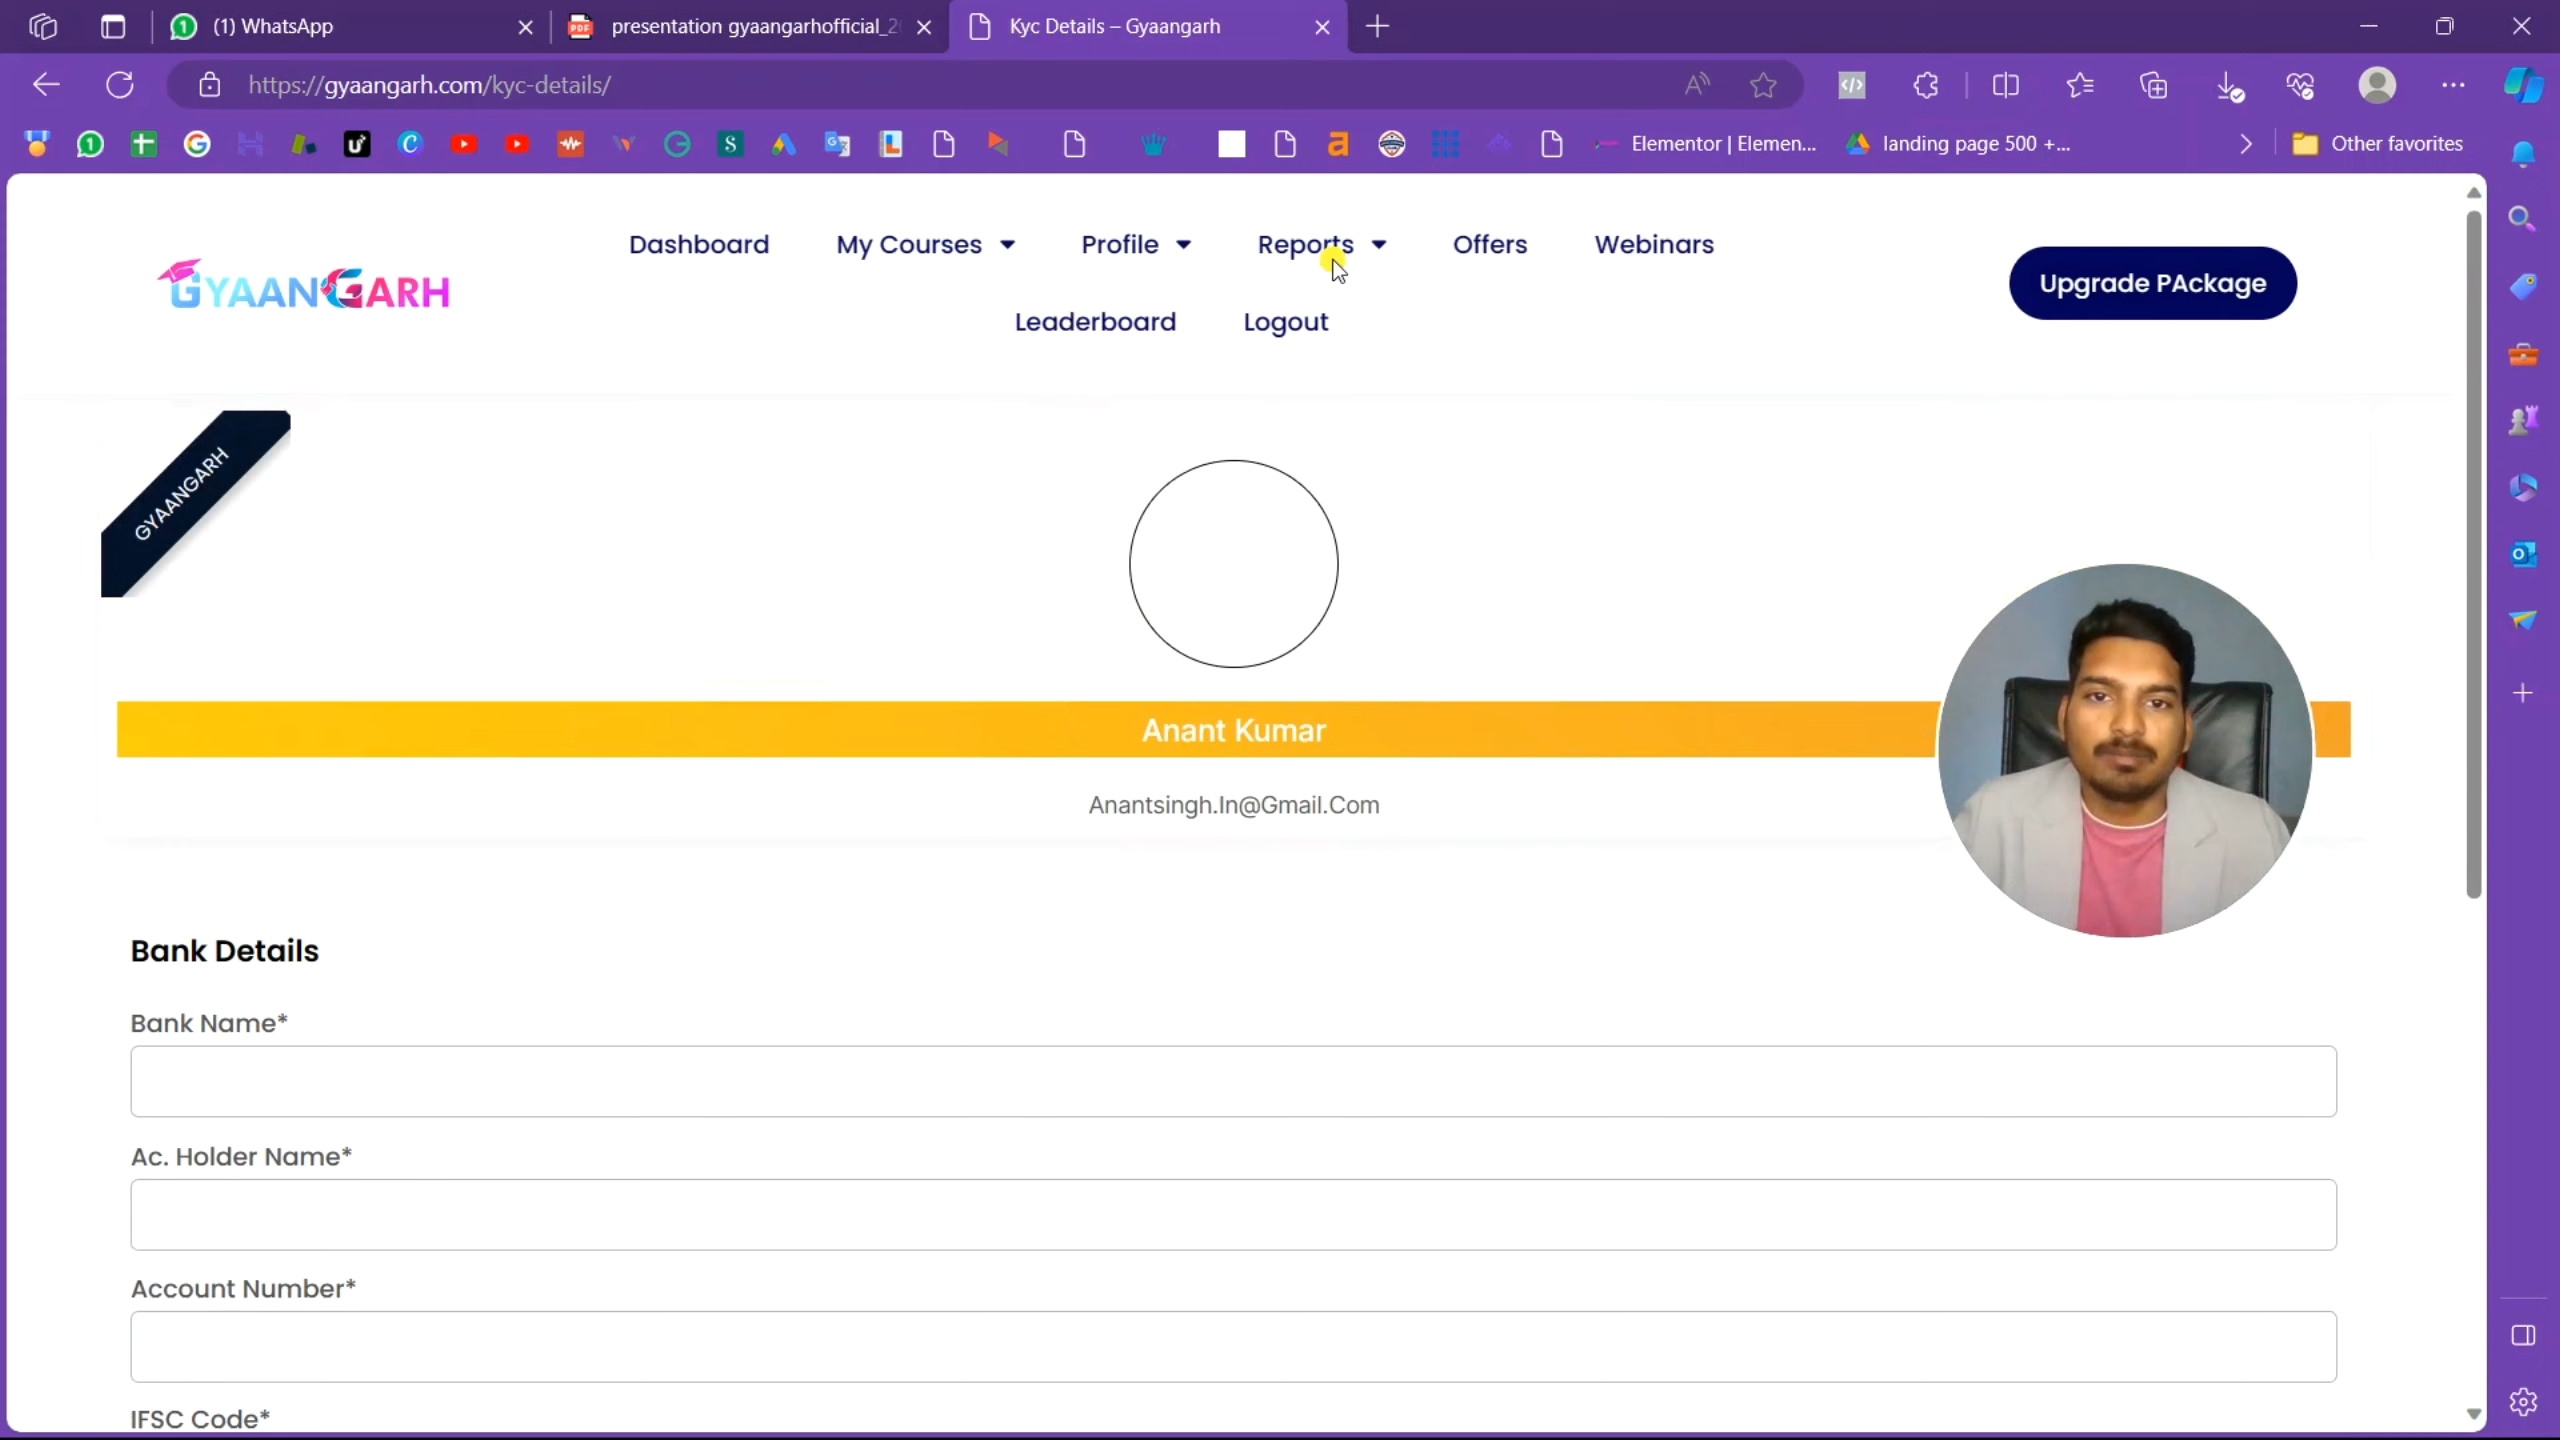 (1) WhatsApp
presentation gyaangarhofficial_2
Kyc Details – Gyaangarh
https://gyaangarh.com/kyc-details/
Elementor | Elemen...
landing page 500 +...
Other favorites
GYAANGARH
Dashboard
My Courses
Profile
Reports
Offers
Webinars
Leaderboard
Logout
Upgrade PAckage
GYAANGARH
Anant Kumar
Anantsingh.In@Gmail.Com
Bank Details
Bank Name*
Ac. Holder Name*
Account Number*
IFSC Code*